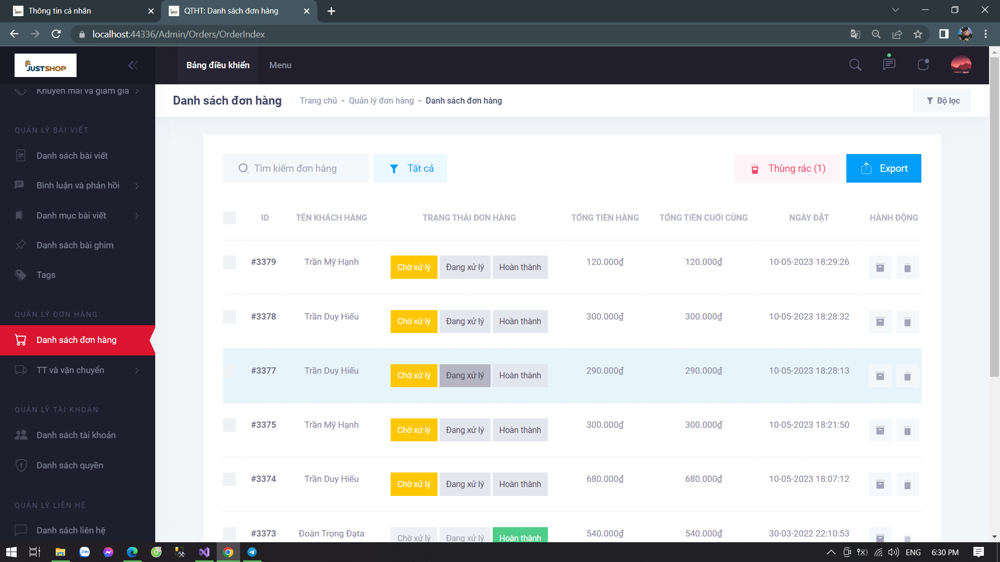 Thông tin cá nhân
QTHT: Danh sách đơn hàng
localhost:44336/Admin/Orders/OrderIndex
JUSTSHOP
Bảng điều khiển
Menu
Khuyến mãi và giảm giá
QUẢN LÝ BÀI VIẾT
Danh sách bài viết
Bình luận và phản hồi
Danh mục bài viết
Danh sách bài ghim
Tags
QUẢN LÝ ĐƠN HÀNG
Danh sách đơn hàng
TT và vận chuyển
QUẢN LÝ TÀI KHOẢN
Danh sách tài khoản
Danh sách quyền
QUẢN LÝ LIÊN HỆ
Danh sách liên hệ
Danh sách đơn hàng
Trang chủ - Quản lý đơn hàng - Danh sách đơn hàng
Bộ lọc
Tìm kiếm đơn hàng
Tất cả
Thùng rác (1)
Export
ID TÊN KHÁCH HÀNG TRẠNG THÁI ĐƠN HÀNG TỔNG TIỀN HÀNG TỔNG TIỀN CUỐI CÙNG NGÀY ĐẶT HÀNH ĐỘNG
#3379 Trần Mỹ Hạnh Chờ xử lý Đang xử lý Hoàn thành 120.000₫ 120.000₫ 10-05-2023 18:29:26
#3378 Trần Duy Hiếu Chờ xử lý Đang xử lý Hoàn thành 300.000₫ 300.000₫ 10-05-2023 18:28:32
#3377 Trần Duy Hiếu Chờ xử lý Đang xử lý Hoàn thành 290.000₫ 290.000₫ 10-05-2023 18:28:13
#3375 Trần Mỹ Hạnh Chờ xử lý Đang xử lý Hoàn thành 300.000₫ 300.000₫ 10-05-2023 18:21:50
#3374 Trần Duy Hiếu Chờ xử lý Đang xử lý Hoàn thành 680.000₫ 680.000₫ 10-05-2023 18:07:12
#3373 Đoàn Trọng Đạta Chờ xử lý Đang xử lý Hoàn thành 540.000₫ 540.000₫ 30-03-2022 22:10:53
Zalo
ENG
6:30 PM